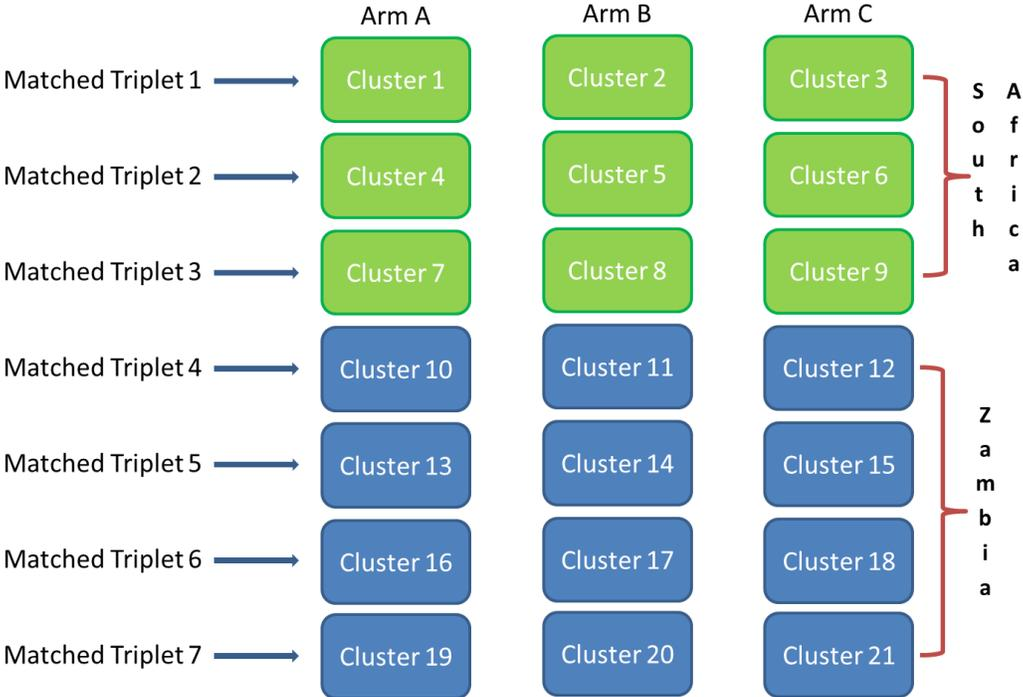 Arm A Arm B Arm C
Matched Triplet 1 Cluster 1 Cluster 2 Cluster 3
Matched Triplet 2 Cluster 4 Cluster 5 Cluster 6
Matched Triplet 3 Cluster 7 Cluster 8 Cluster 9
South Africa
Matched Triplet 4 Cluster 10 Cluster 11 Cluster 12
Matched Triplet 5 Cluster 13 Cluster 14 Cluster 15
Matched Triplet 6 Cluster 16 Cluster 17 Cluster 18
Matched Triplet 7 Cluster 19 Cluster 20 Cluster 21
Zambia